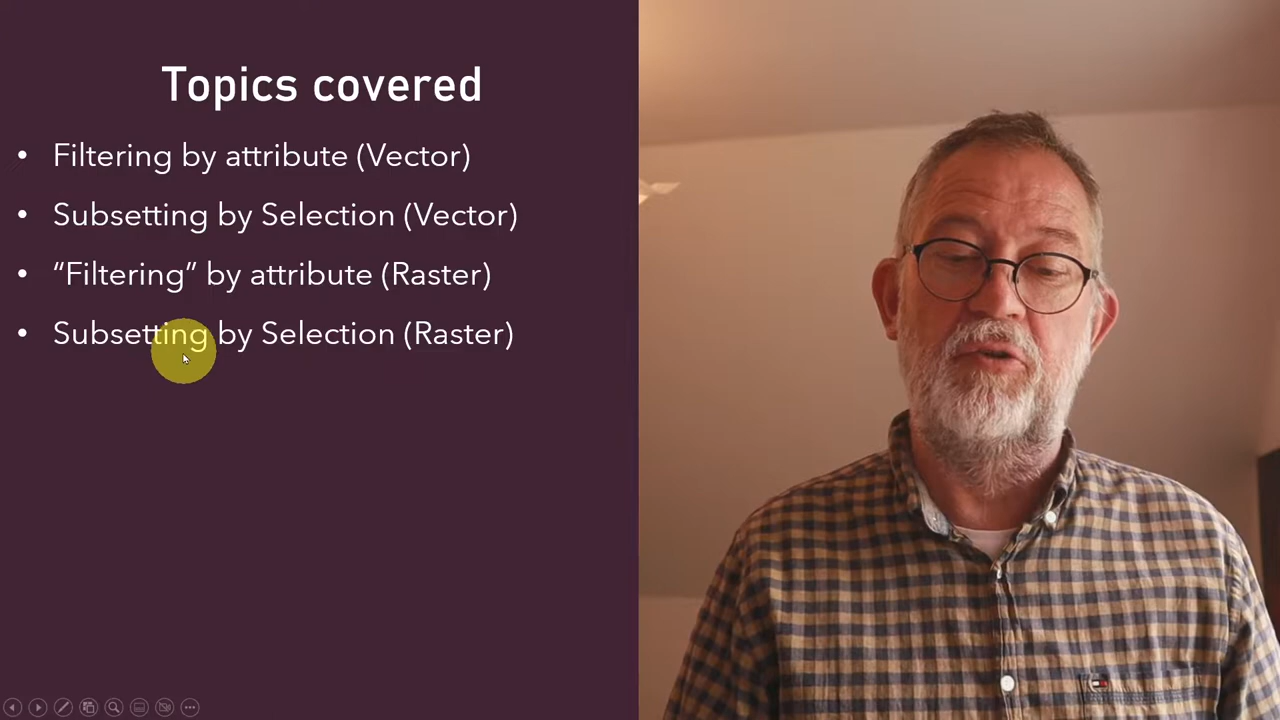 Topics covered
• Filtering by attribute (Vector)
• Subsetting by Selection (Vector)
• “Filtering” by attribute (Raster)
• Subsetting by Selection (Raster)